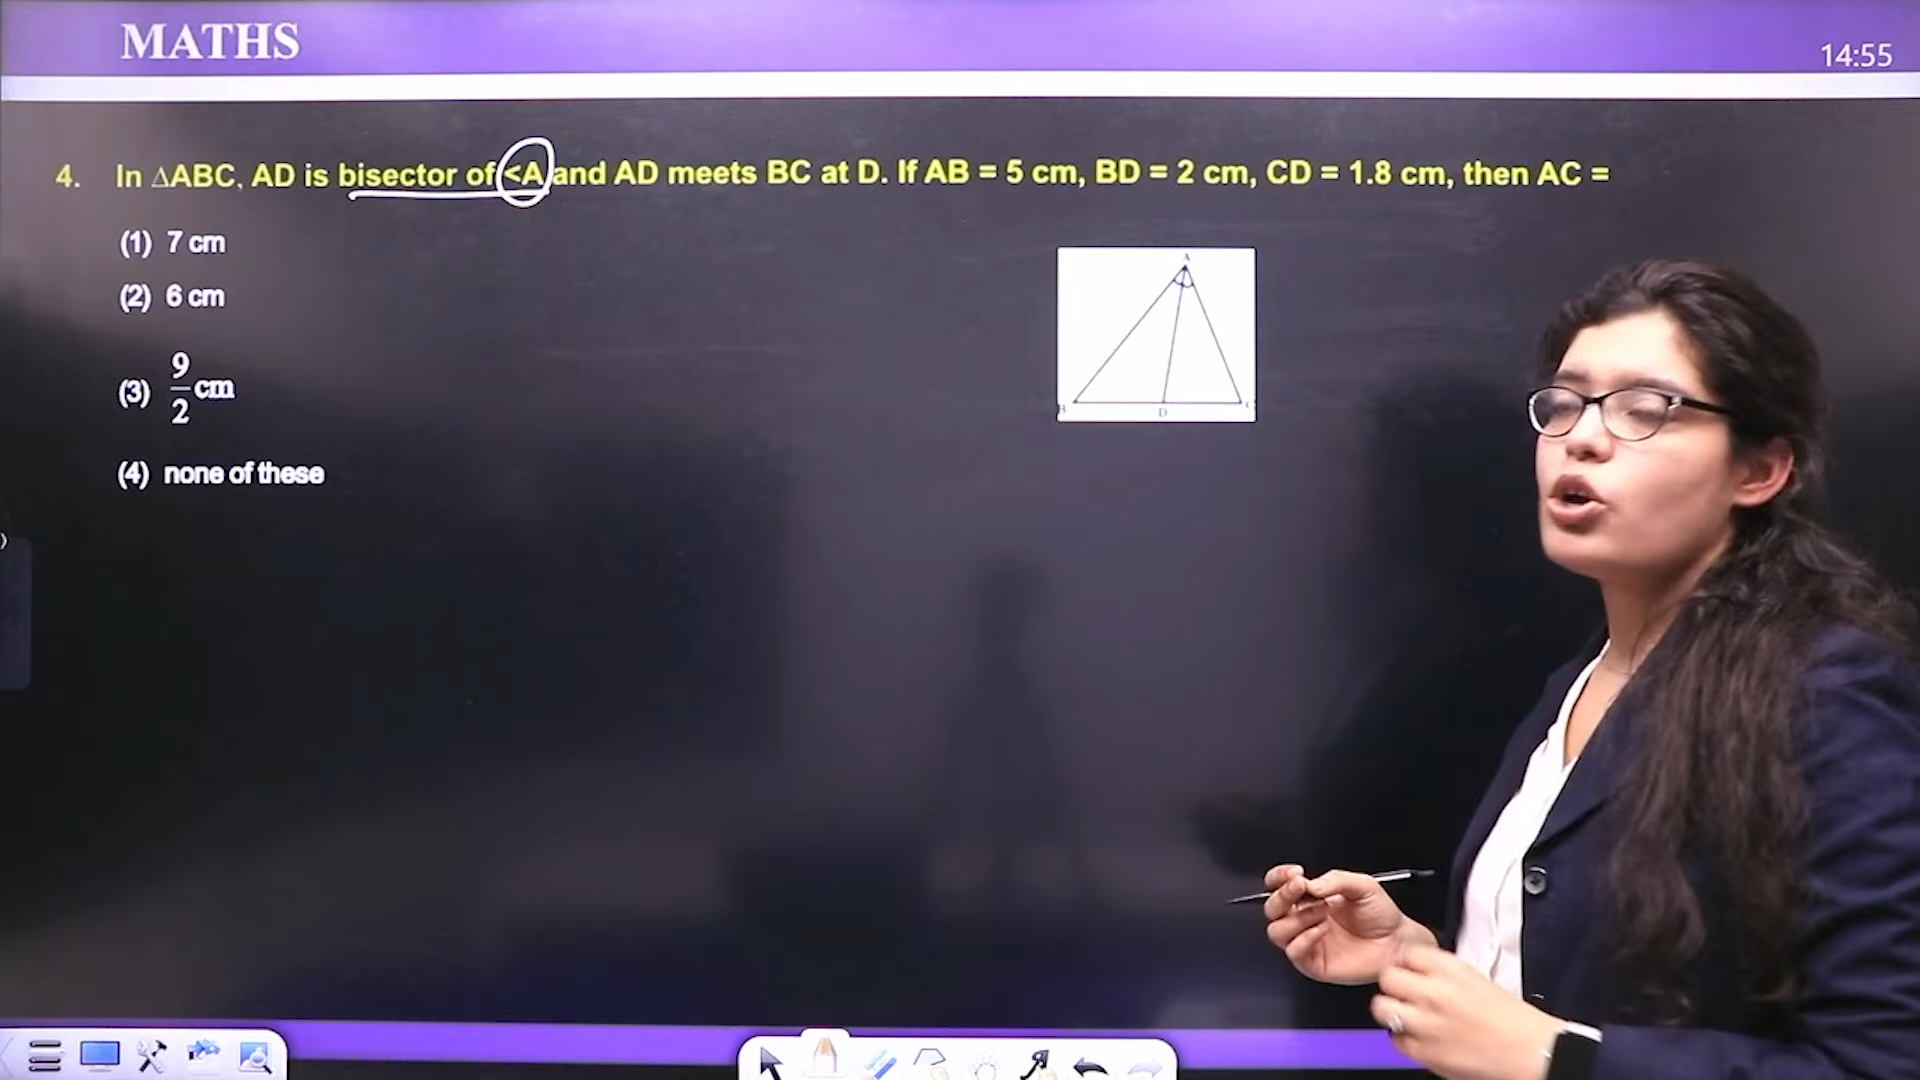 MATHS
14:55
4. In ∆ABC, AD is bisector of <A and AD meets BC at D. If AB = 5 cm, BD = 2 cm, CD = 1.8 cm, then AC =
(1) 7 cm
(2) 6 cm
(3) 9/2 cm
(4) none of these
A
B D C